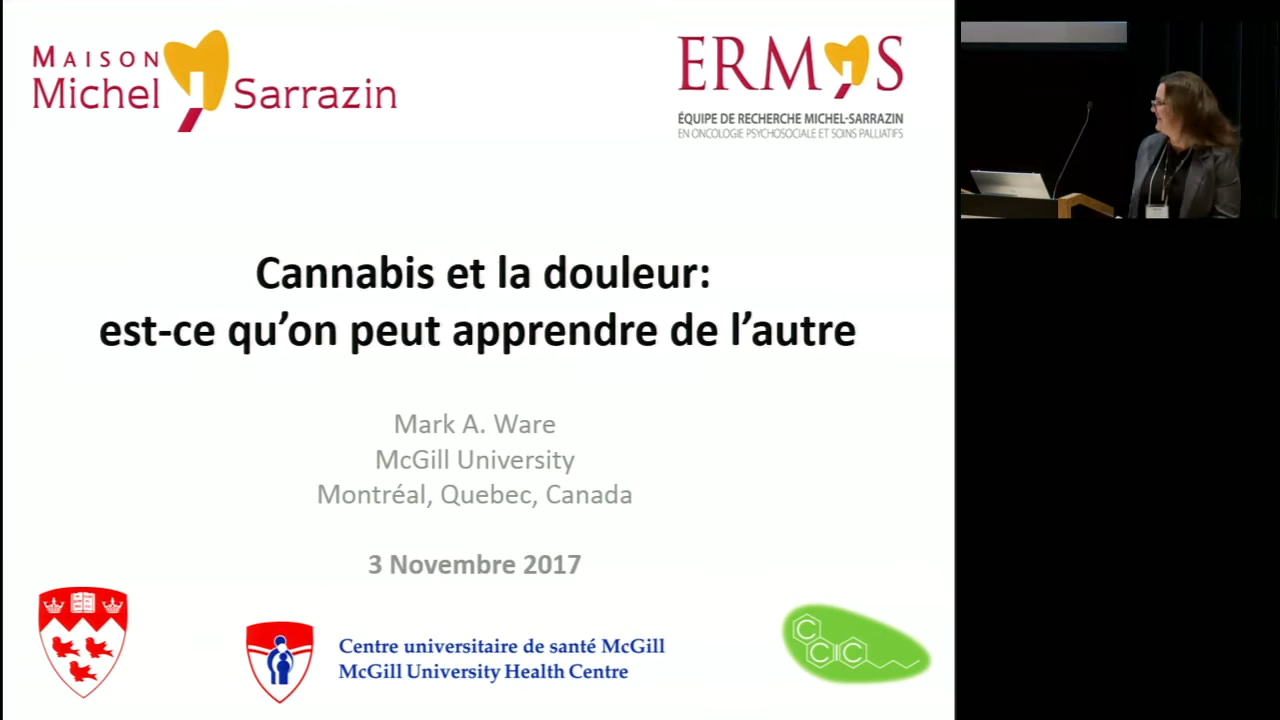 MAISON
Michel Sarrazin
ERMS
ÉQUIPE DE RECHERCHE MICHEL-SARRAZIN
EN ONCOLOGIE PSYCHOSOCIALE ET SOINS PALLIATIFS
Cannabis et la douleur:
est-ce qu’on peut apprendre de l’autre
Mark A. Ware
McGill University
Montréal, Quebec, Canada
3 Novembre 2017
Centre universitaire de santé McGill
McGill University Health Centre
CCIC